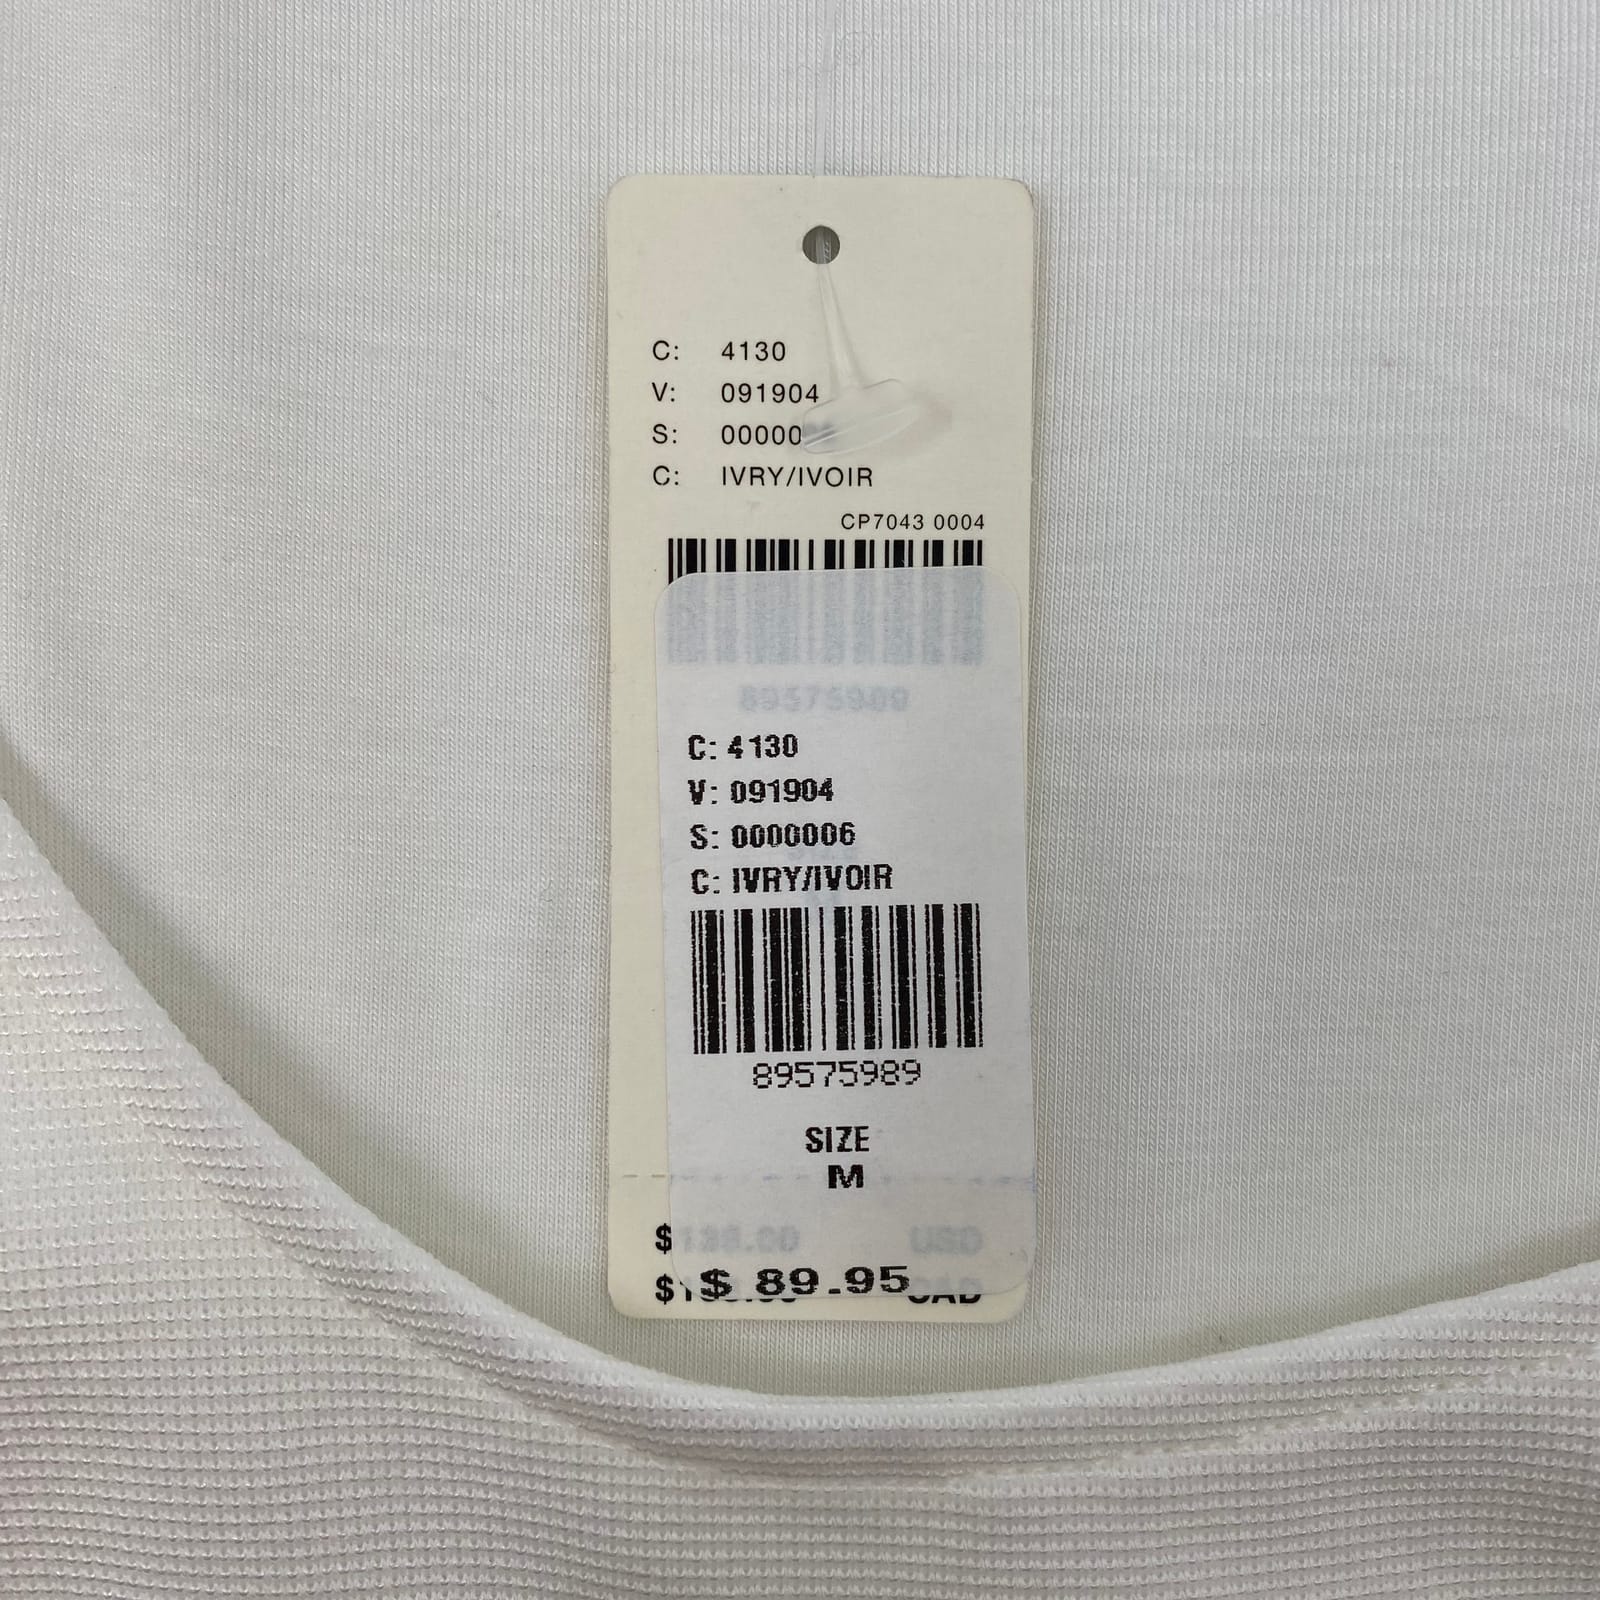 C: 4130
V: 091904
S: 00000
C: IVRY/IVOIR
CP7043 0004
C: 4130
V: 091904
S: 0000006
C: IVRY/IVOIR
89575989
SIZE
M
$ USD
$ 89.95
CAD